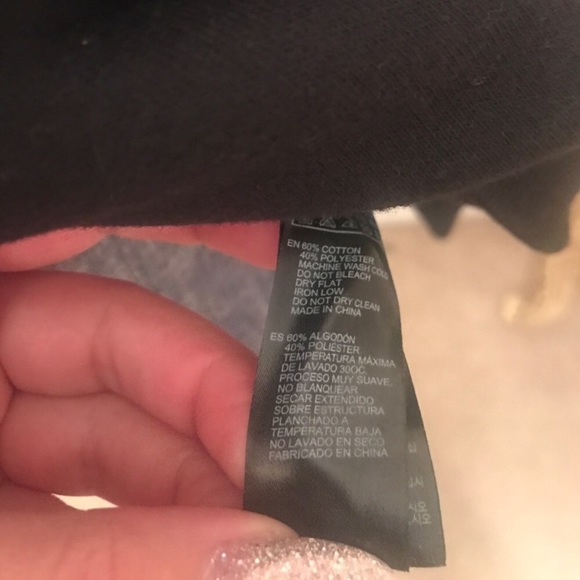 EN 60% COTTON
40% POLYESTER
MACHINE WASH COLD
DO NOT BLEACH
DRY FLAT
IRON LOW
DO NOT DRY CLEAN
MADE IN CHINA
ES 60% ALGODÓN
40% POLIESTER
TEMPERATURA MÁXIMA
DE LAVADO 30OC
PROCESO MUY SUAVE.
NO BLANQUEAR
SECAR EXTENDIDO
SOBRE ESTRUCTURA
PLANCHADO A
TEMPERATURA BAJA
NO LAVADO EN SECO
FABRICADO EN CHINA